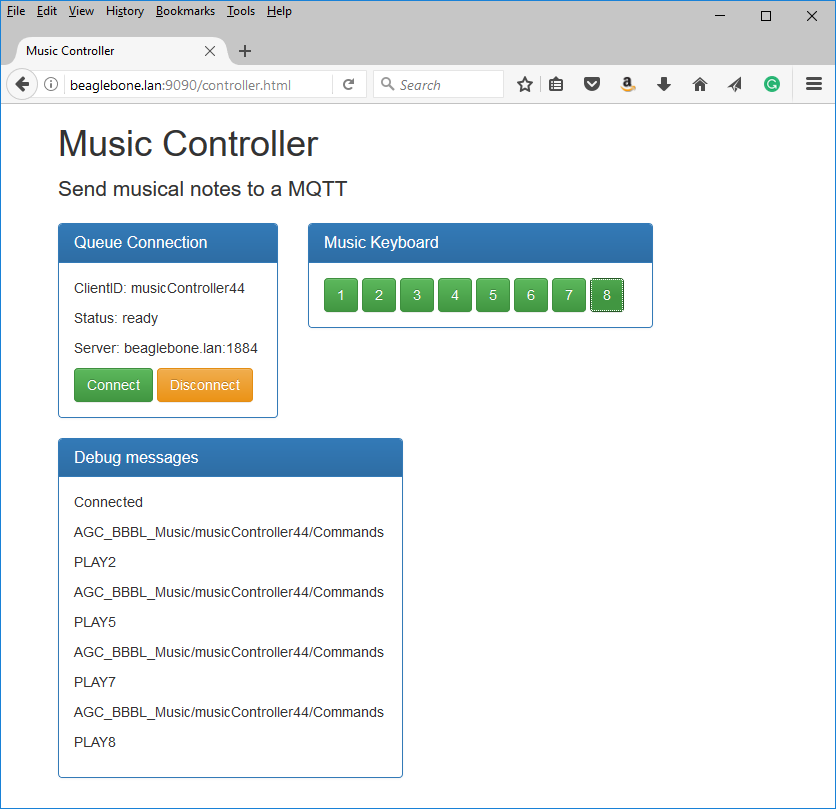 File Edit View History Bookmarks Tools Help
Music Controller
beaglebone.lan:9090/controller.html
Search
Music Controller
Send musical notes to a MQTT
Queue Connection
ClientID: musicController44
Status: ready
Server: beaglebone.lan:1884
Connect Disconnect
Music Keyboard
1 2 3 4 5 6 7 8
Debug messages
Connected
AGC_BBBL_Music/musicController44/Commands
PLAY2
AGC_BBBL_Music/musicController44/Commands
PLAY5
AGC_BBBL_Music/musicController44/Commands
PLAY7
AGC_BBBL_Music/musicController44/Commands
PLAY8